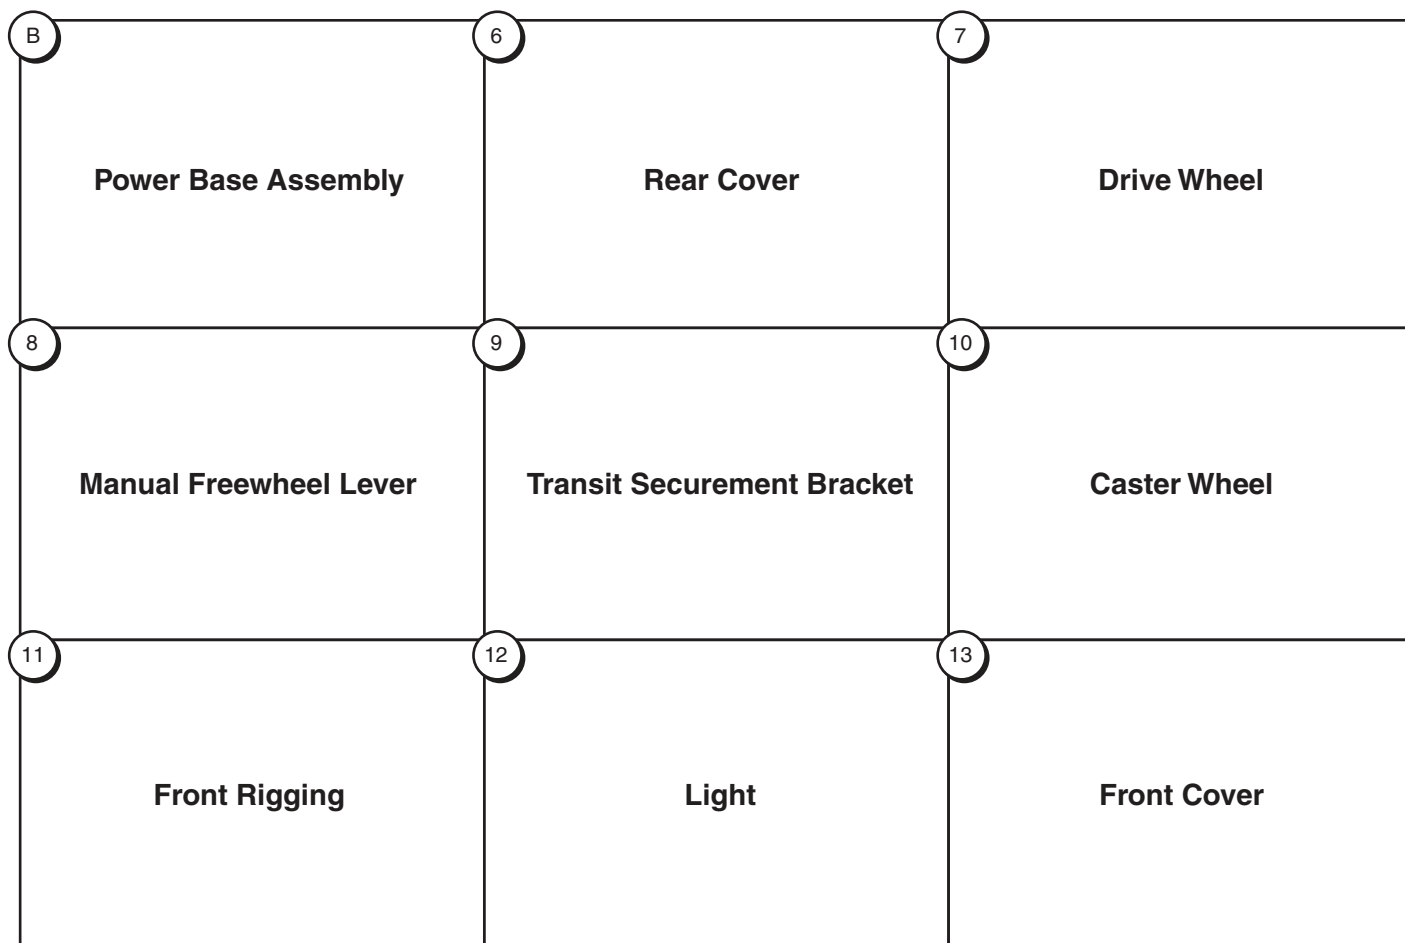 B
6
7
Power Base Assembly
Rear Cover
Drive Wheel
8
9
10
Manual Freewheel Lever
Transit Securement Bracket
Caster Wheel
11
12
13
Front Rigging
Light
Front Cover